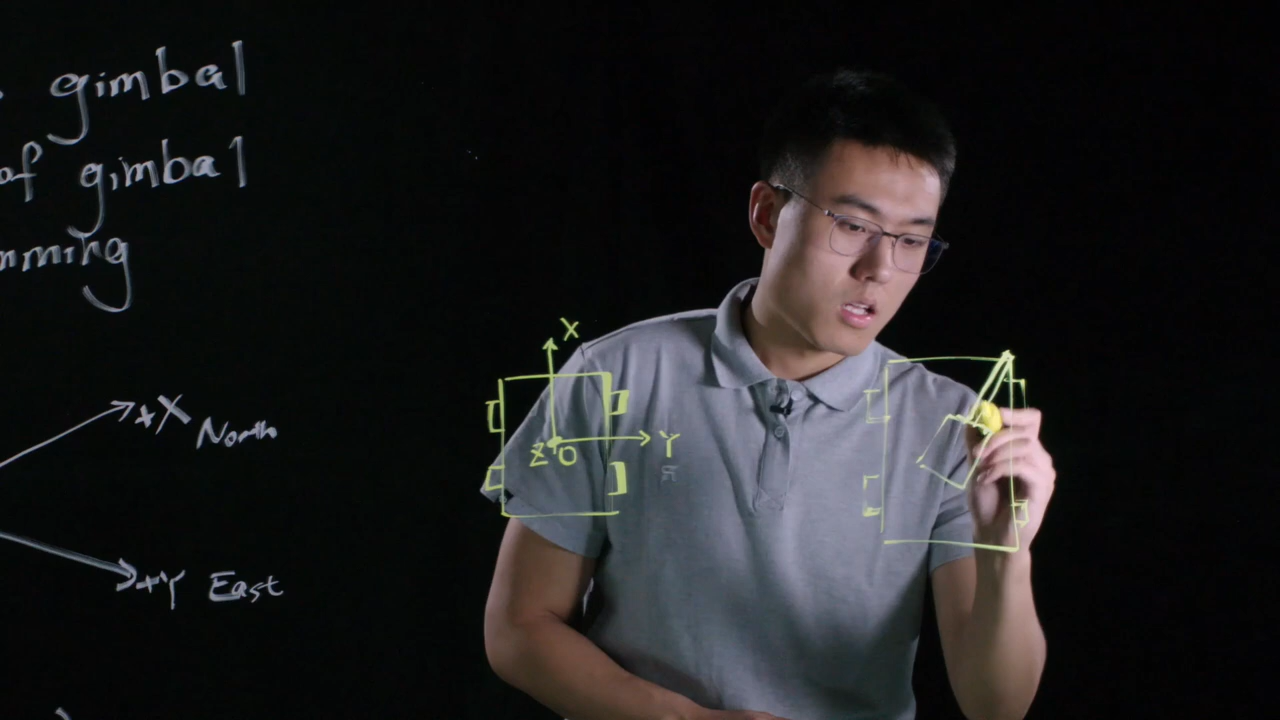 gimbal
of gimbal
mming
X
Z O
Y
+X North
+Y East